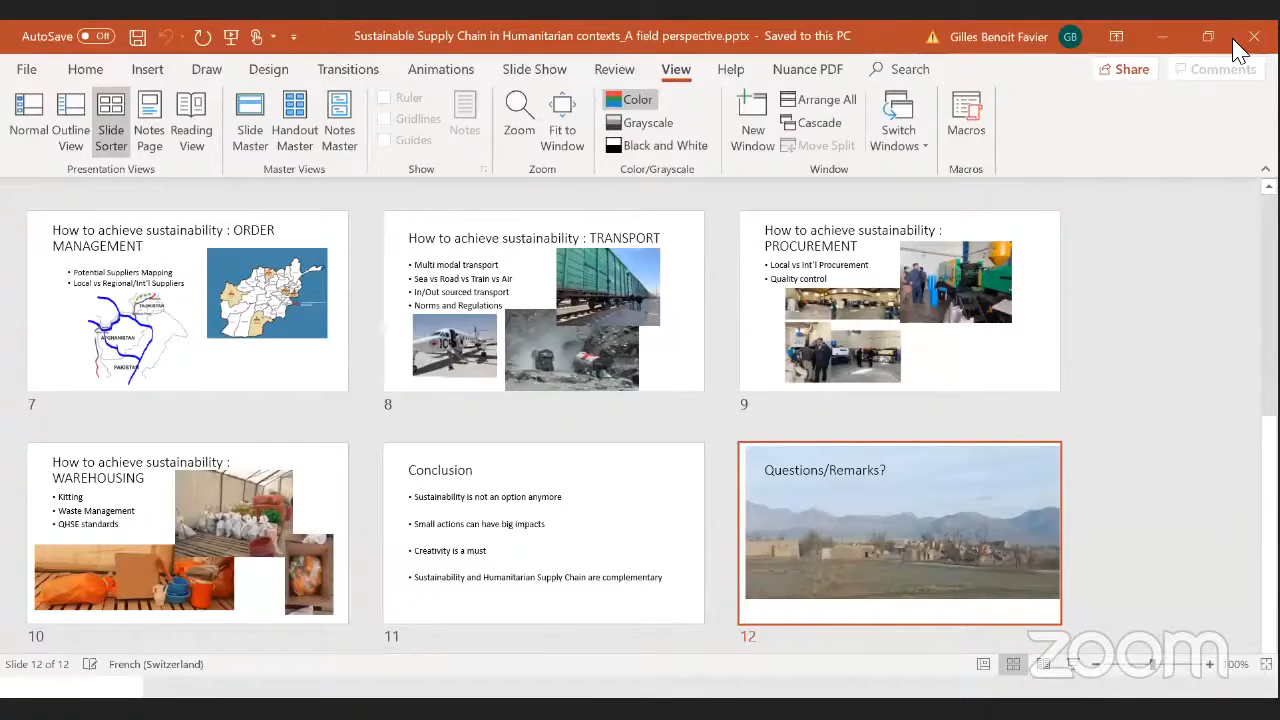 AutoSave Off
Sustainable Supply Chain in Humanitarian contexts_A field perspective.pptx - Saved to this PC
Gilles Benoit Favier GB
File Home Insert Draw Design Transitions Animations Slide Show Review View Help Nuance PDF Search Share Comments
Normal Outline View Slide Sorter Notes Page Reading View
Presentation Views
Slide Master Handout Master Notes Master
Master Views
Ruler
Gridlines
Guides
Notes
Show
Zoom Fit to Window
Zoom
Color
Grayscale
Black and White
Color/Grayscale
New Window
Arrange All
Cascade
Move Split
Switch Windows
Window
Macros
Macros
How to achieve sustainability : ORDER
MANAGEMENT
• Potential Suppliers Mapping
• Local vs Regional/Int'l Suppliers
TAJIKISTAN
AFGHANISTAN
PAKISTAN
7
How to achieve sustainability : TRANSPORT
• Multi modal transport
• Sea vs Road vs Train vs Air
• In/Out sourced transport
• Norms and Regulations
8
How to achieve sustainability :
PROCUREMENT
• Local vs Int'l Procurement
• Quality control
9
How to achieve sustainability :
WAREHOUSING
• Kitting
• Waste Management
• QHSE standards
10
Conclusion
• Sustainability is not an option anymore
• Small actions can have big impacts
• Creativity is a must
• Sustainability and Humanitarian Supply Chain are complementary
11
Questions/Remarks?
12
Slide 12 of 12 French (Switzerland)
100%
zoom